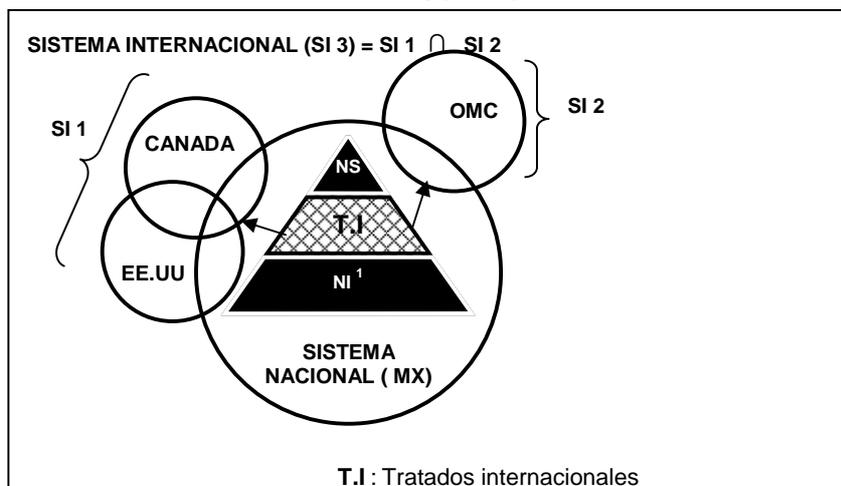 SISTEMA INTERNACIONAL (SI 3) = SI 1 ∩ SI 2
SI 1
CANADA
EE.UU
OMC
SI 2
NS
T.I
NI 1
SISTEMA
NACIONAL ( MX)
T.I : Tratados internacionales